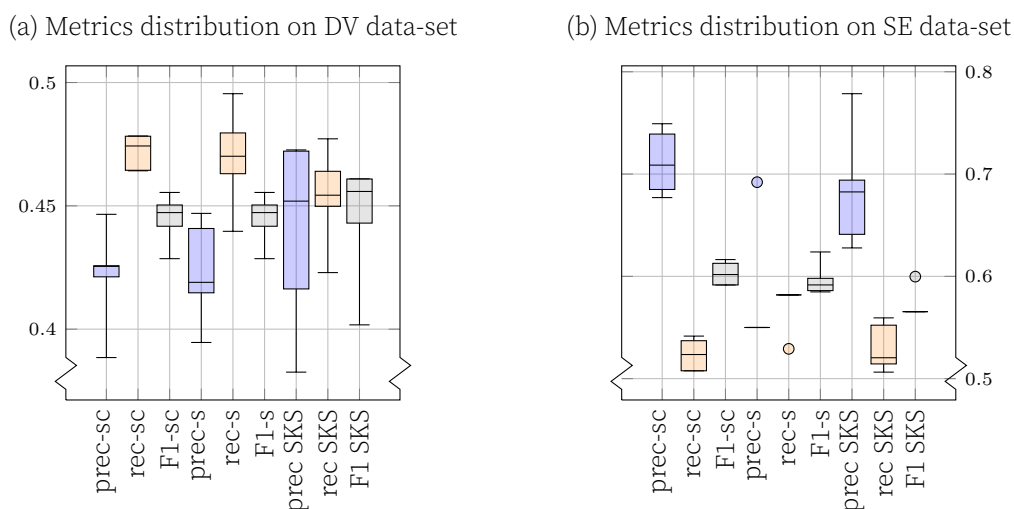 (a) Metrics distribution on DV data-set
0.5
0.45
0.4
prec-sc
rec-sc
F1-sc
prec-s
rec-s
F1-s
prec SKS
rec SKS
F1 SKS
(b) Metrics distribution on SE data-set
0.8
0.7
0.6
0.5
prec-sc
rec-sc
F1-sc
prec-s
rec-s
F1-s
prec SKS
rec SKS
F1 SKS